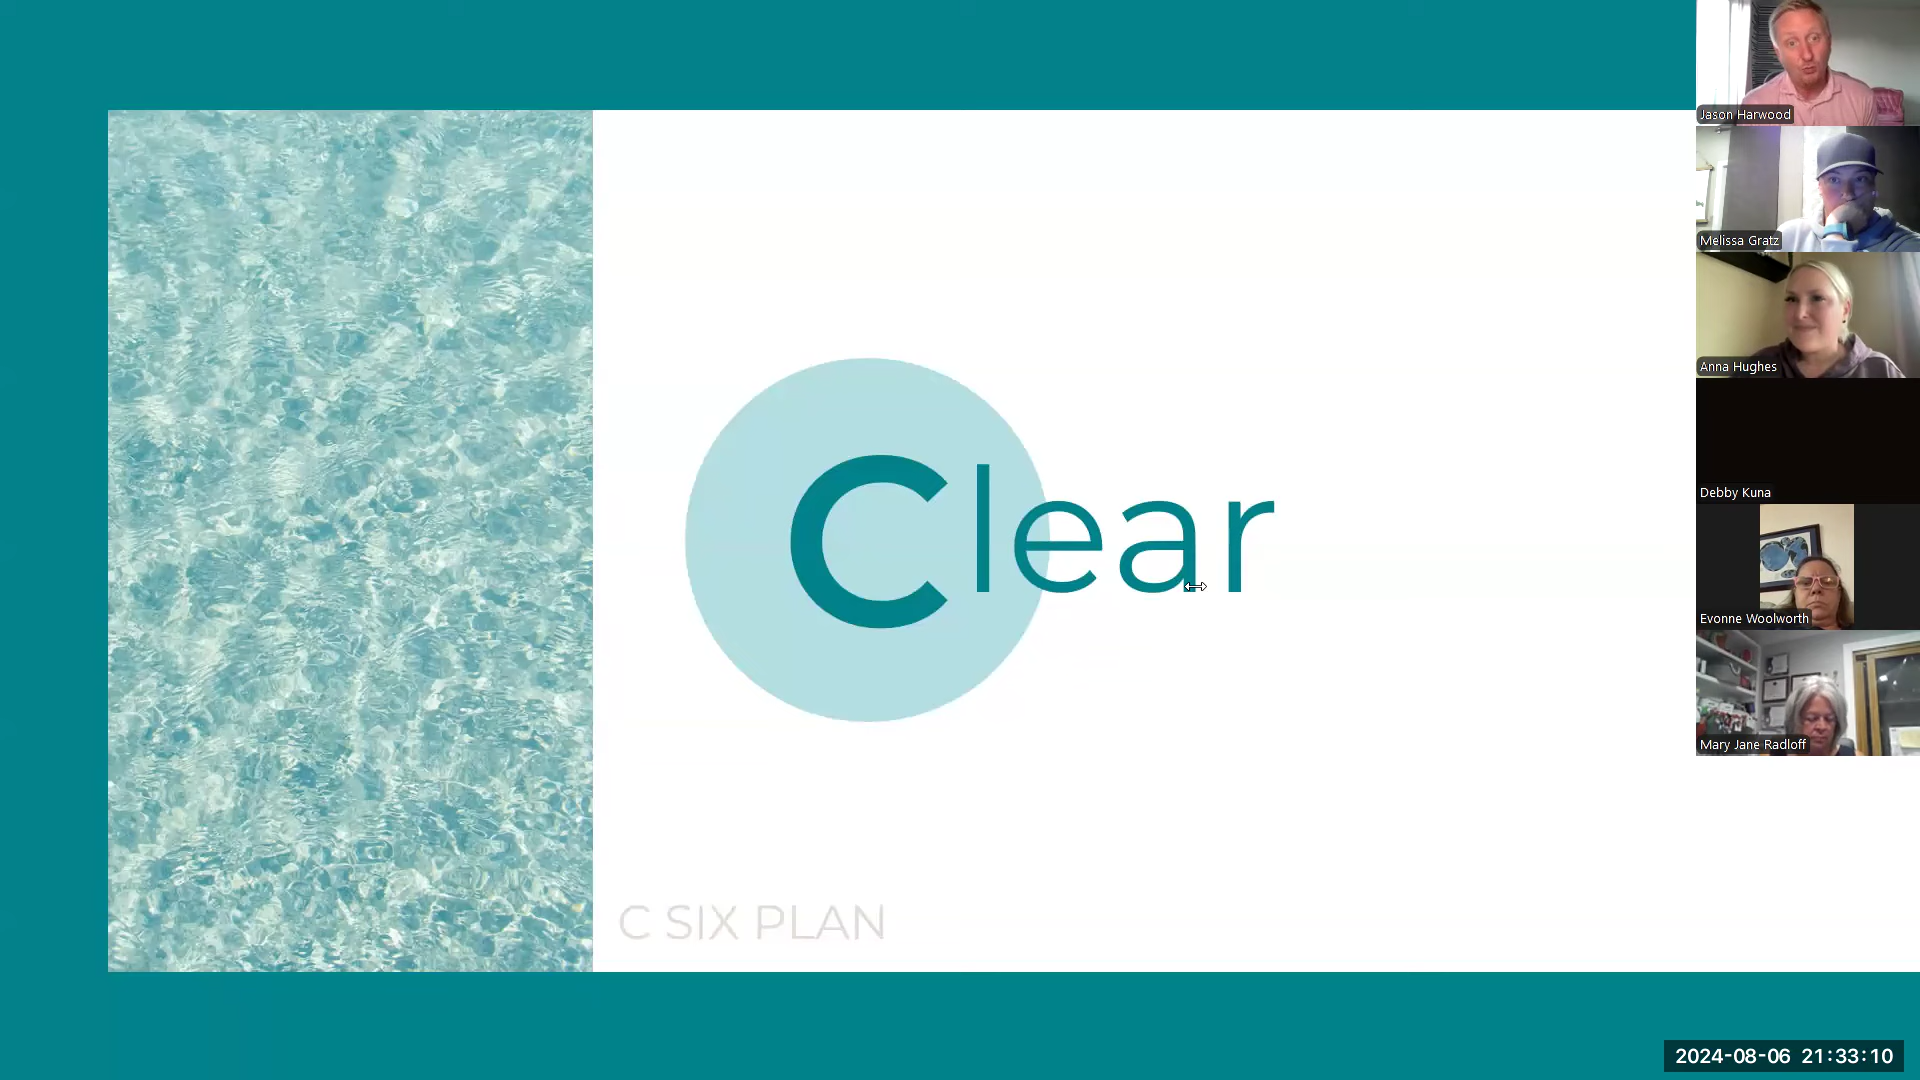 Clear
C SIX PLAN
Jason Harwood
Melissa Gratz
Anna Hughes
Debby Kuna
Evonne Woolworth
Mary Jane Radloff
2024-08-06 21:33:10